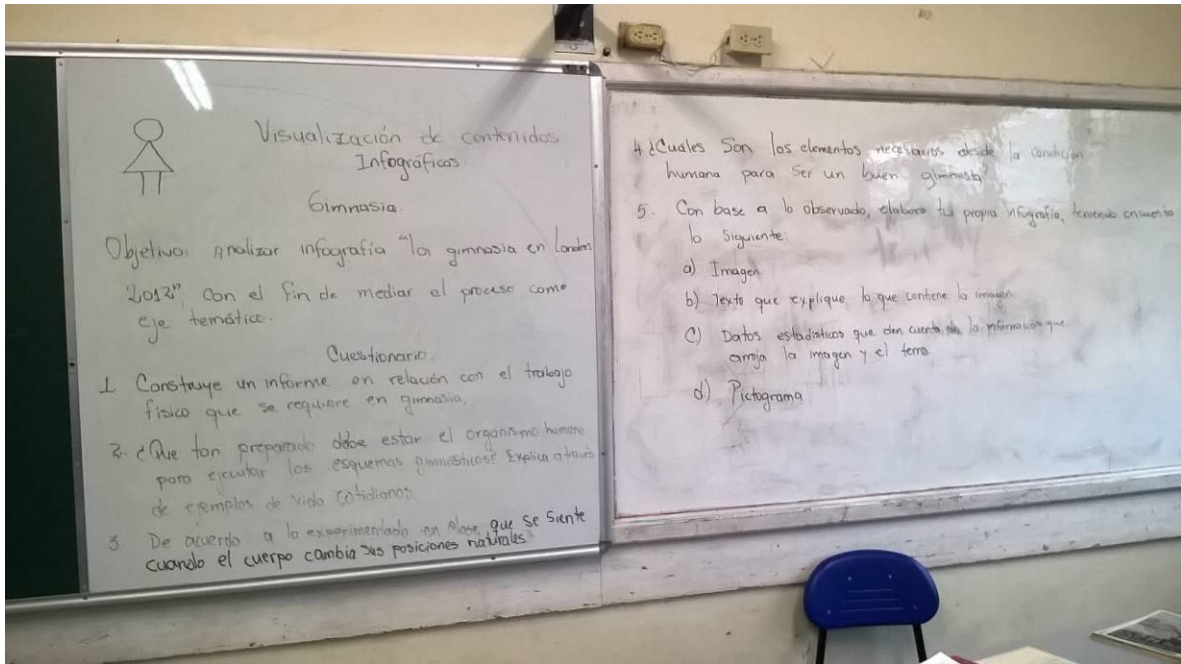 Visualización de contenidos
Infográficos.
Gimnasia.
Objetivo: Analizar infografía "la gimnasia en Londres
2012", con el fin de mediar el proceso como
eje temático.
Cuestionario.
1 Construye un informe en relación con el trabajo
físico que se requiere en gimnasia,
2. ¿Que tan preparado debe estar el organismo humano
para ejecutar los esquemas gimnásticos? Explica através
de ejemplos de vida cotidianos.
3 De acuerdo a lo experimentado en clase, que se siente
cuando el cuerpo cambia sus posiciones naturales
4 ¿Cuales Son los elementos necesarios desde la condición
humana para ser un buen gimnasta?
5. Con base a lo observado, elabora tu propia infografía, teniendo encuenta
lo siguiente:
a) Imagen
b) Texto que explique lo que contiene la imagen
c) Datos estadísticos que den cuenta la información que
arroja la imagen y el tema.
d) Pictograma